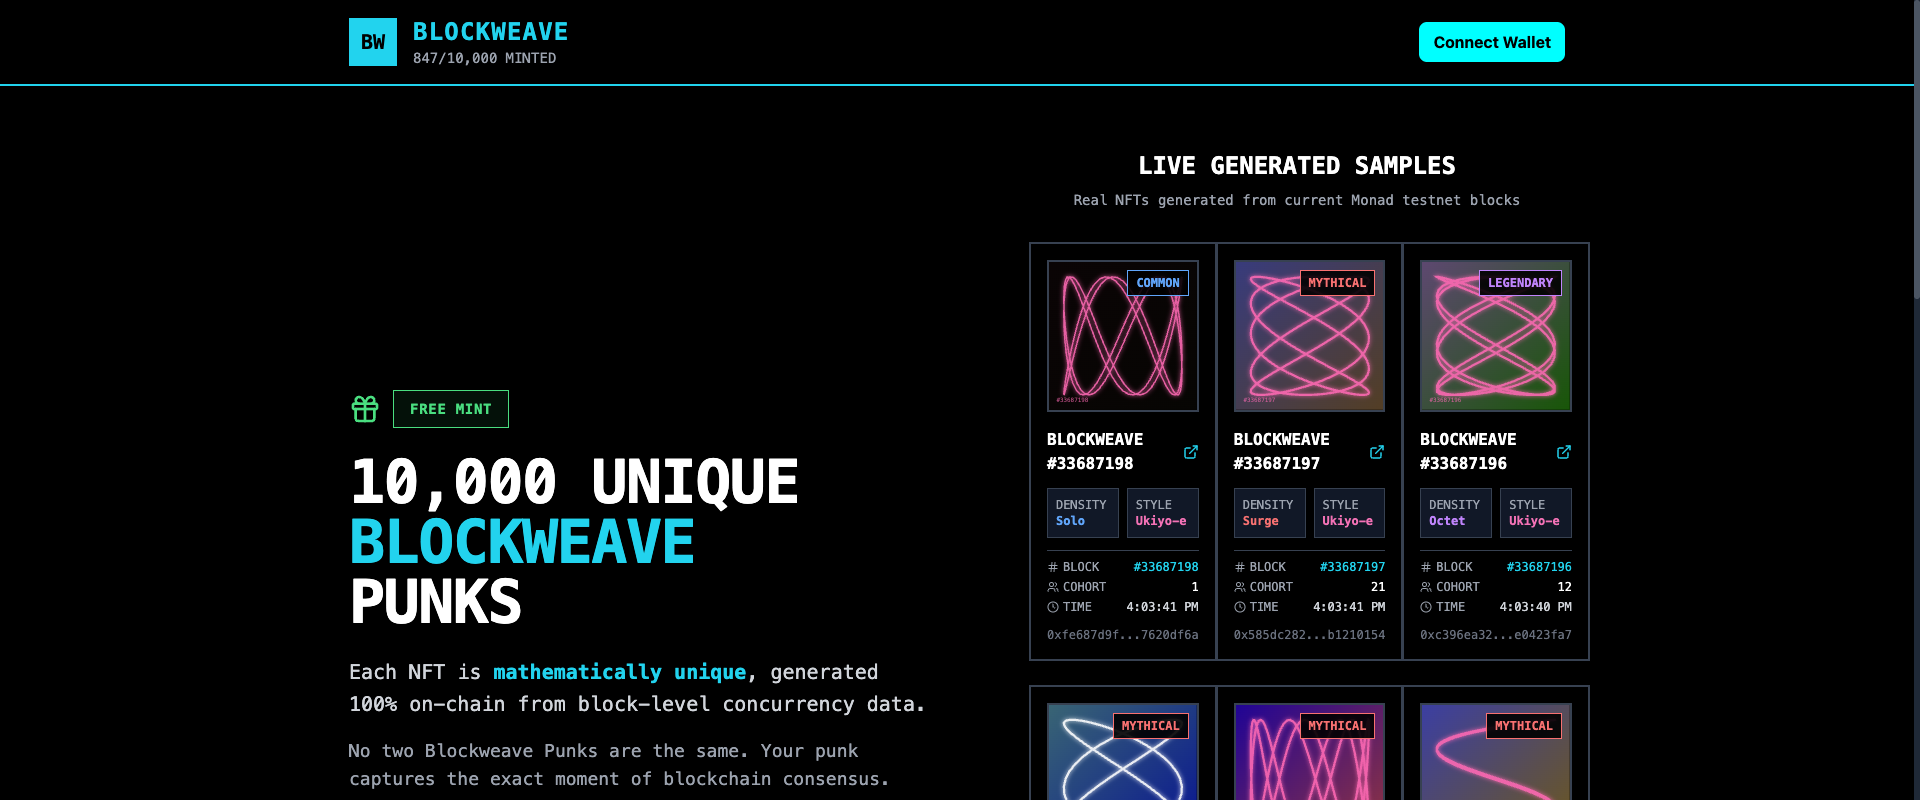 BW
BLOCKWEAVE
847/10,000 MINTED
Connect Wallet
FREE MINT
10,000 UNIQUE
BLOCKWEAVE
PUNKS
Each NFT is mathematically unique, generated
100% on-chain from block-level concurrency data.
No two Blockweave Punks are the same. Your punk
captures the exact moment of blockchain consensus.
LIVE GENERATED SAMPLES
Real NFTs generated from current Monad testnet blocks
COMMON
#33687198
BLOCKWEAVE
#33687198
DENSITY
Solo
STYLE
Ukiyo-e
BLOCK #33687198
COHORT 1
TIME 4:03:41 PM
0xfe687d9f...7620df6a
MYTHICAL
#33687197
BLOCKWEAVE
#33687197
DENSITY
Surge
STYLE
Ukiyo-e
BLOCK #33687197
COHORT 21
TIME 4:03:41 PM
0x585dc282...b1210154
LEGENDARY
#33687196
BLOCKWEAVE
#33687196
DENSITY
Octet
STYLE
Ukiyo-e
BLOCK #33687196
COHORT 12
TIME 4:03:40 PM
0xc396ea32...e0423fa7
MYTHICAL
MYTHICAL
MYTHICAL